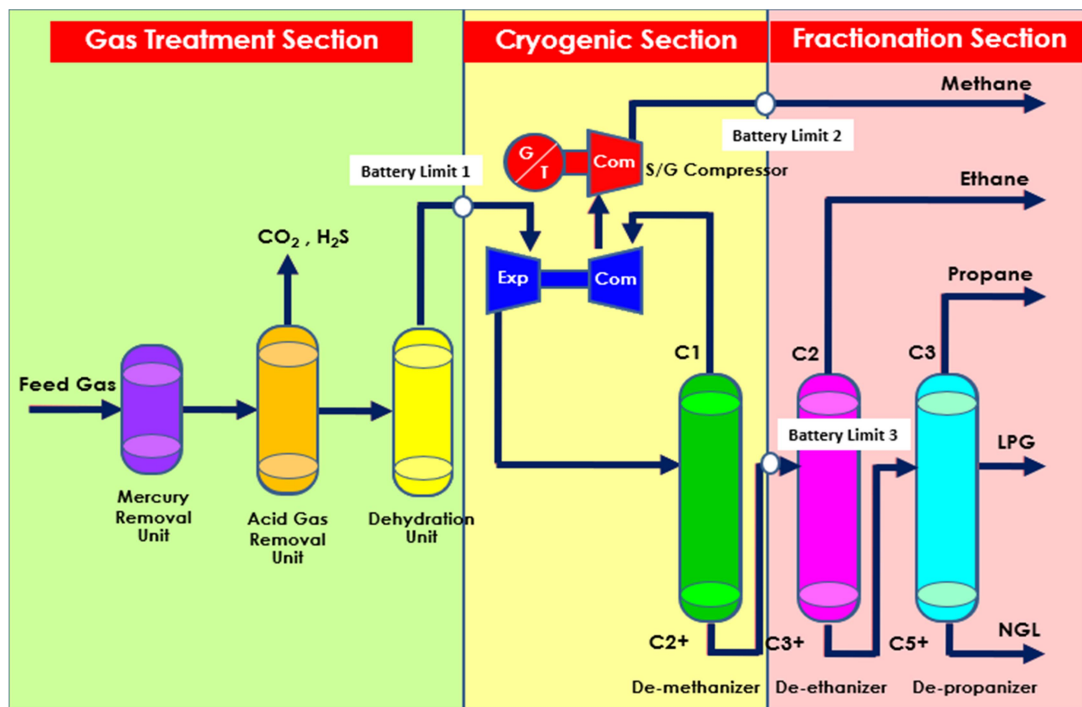 Gas Treatment Section
Cryogenic Section
Fractionation Section
Methane
Battery Limit 2
G
T
Com
S/G Compressor
Battery Limit 1
Ethane
CO2 , H2S
Exp
Com
Propane
C1
C2
C3
Feed Gas
Battery Limit 3
LPG
Mercury
Removal
Unit
Acid Gas
Removal
Unit
Dehydration
Unit
C2+
C3+
C5+
NGL
De-methanizer
De-ethanizer
De-propanizer